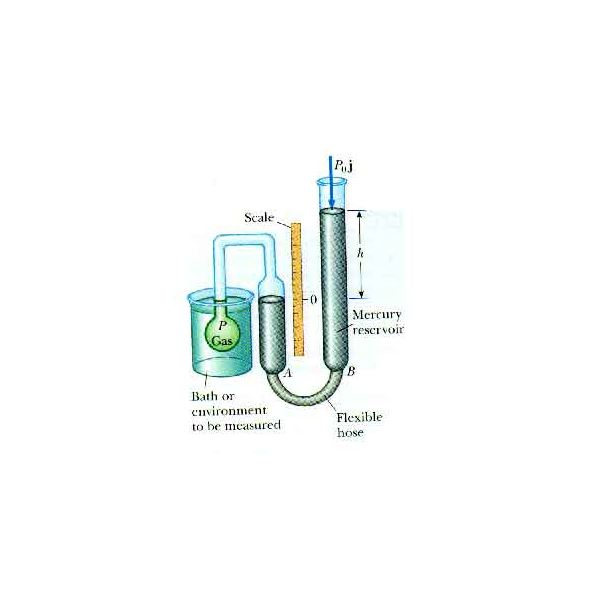 P₀j
Scale
h
0
Mercury
reservoir
P
Gas
A
B
Bath or
environment
to be measured
Flexible
hose